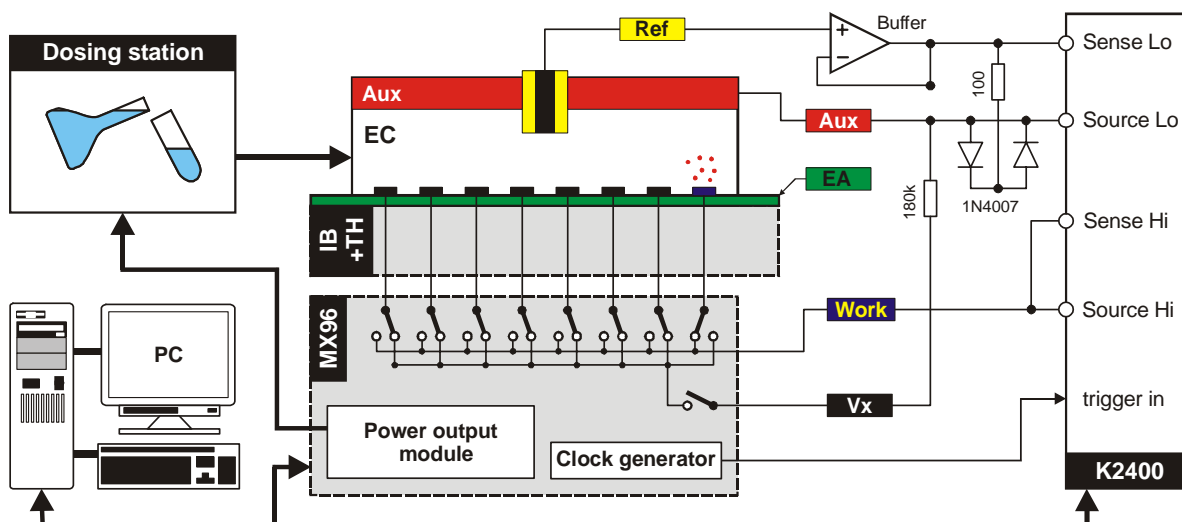 Dosing station
Ref
Buffer
+
−
Sense Lo
Aux
EC
100
Aux
Source Lo
EA
180k
1N4007
IB
+TH
Sense Hi
MX96
Work
Source Hi
PC
Vx
trigger in
Power output
module
Clock generator
K2400